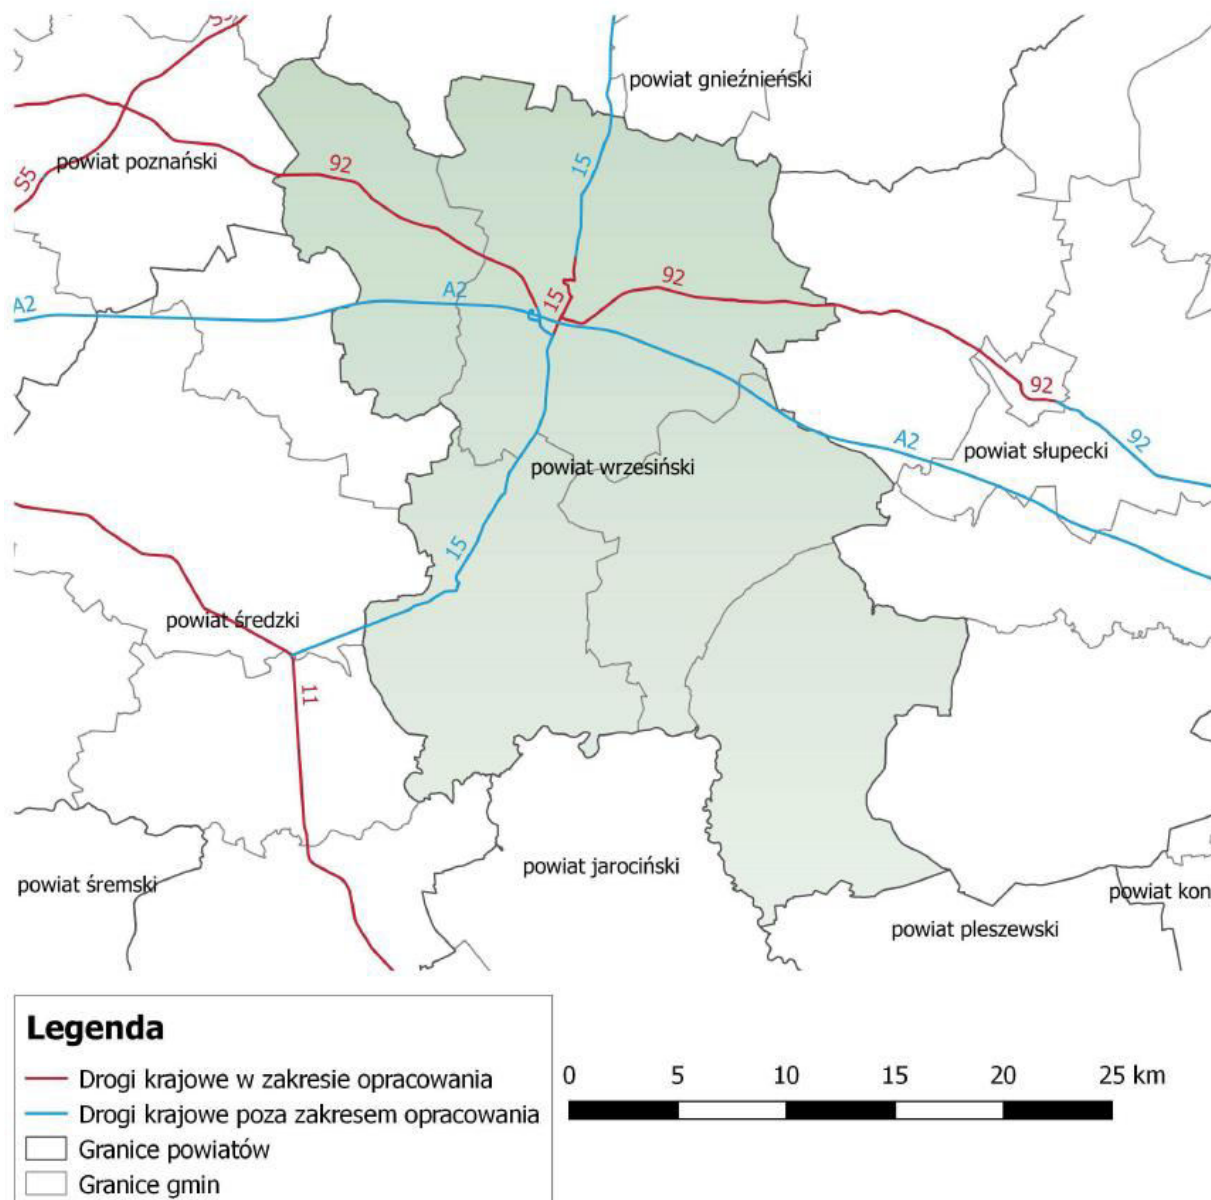 S5
powiat gnieźnieński
powiat poznański
92
15
S5
92
A2
A2
15
92
92
A2
92
powiat słupecki
powiat wrzesiński
15
powiat średzki
11
powiat jarociński
powiat śremski
powiat kon
powiat pleszewski
Legenda
Drogi krajowe w zakresie opracowania
Drogi krajowe poza zakresem opracowania
Granice powiatów
Granice gmin
0 5 10 15 20 25 km